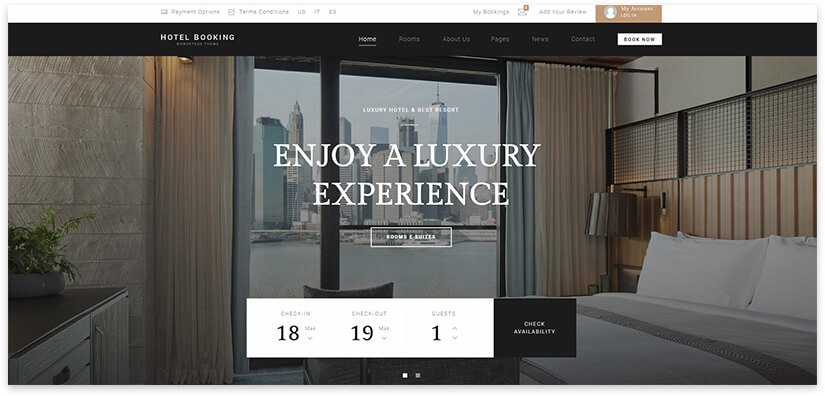 Payment Options Terms Conditions US IT ES My Bookings Add Your Review My Account
LOG IN
HOTEL BOOKING Home Rooms About Us Pages News Contact BOOK NOW
WORDPRESS THEME
LUXURY HOTEL & BEST RESORT
ENJOY A LUXURY
EXPERIENCE
ROOMS & SUITES
CHECK-IN CHECK-OUT GUESTS
18 Mar 19 Mar 1
CHECK
AVAILABILITY